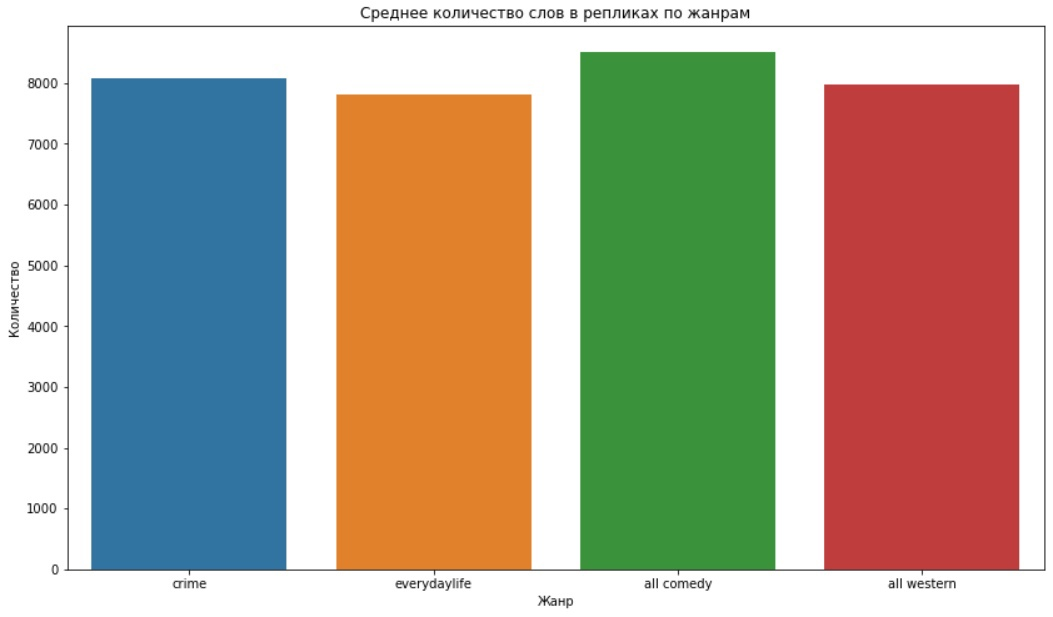 Среднее количество слов в репликах по жанрам
Количество
8000
7000
6000
5000
4000
3000
2000
1000
0
crime everydaylife all comedy all western
Жанр